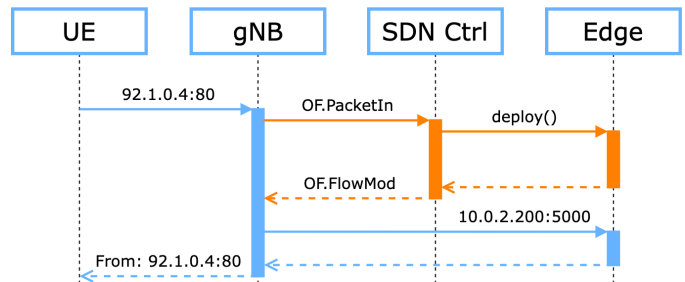 UE
gNB
SDN Ctrl
Edge
92.1.0.4:80
OF.PacketIn
deploy()
OF.FlowMod
10.0.2.200:5000
From: 92.1.0.4:80